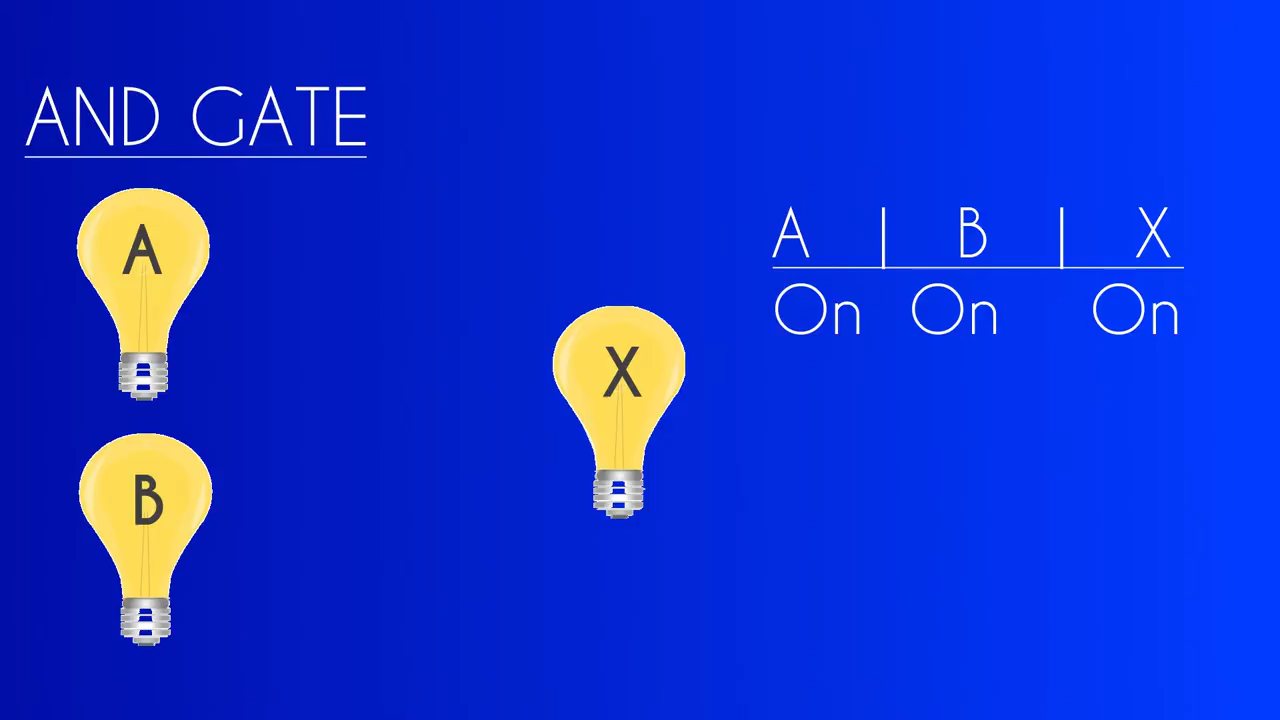 AND GATE
A
B
X
A | B | X
On On On